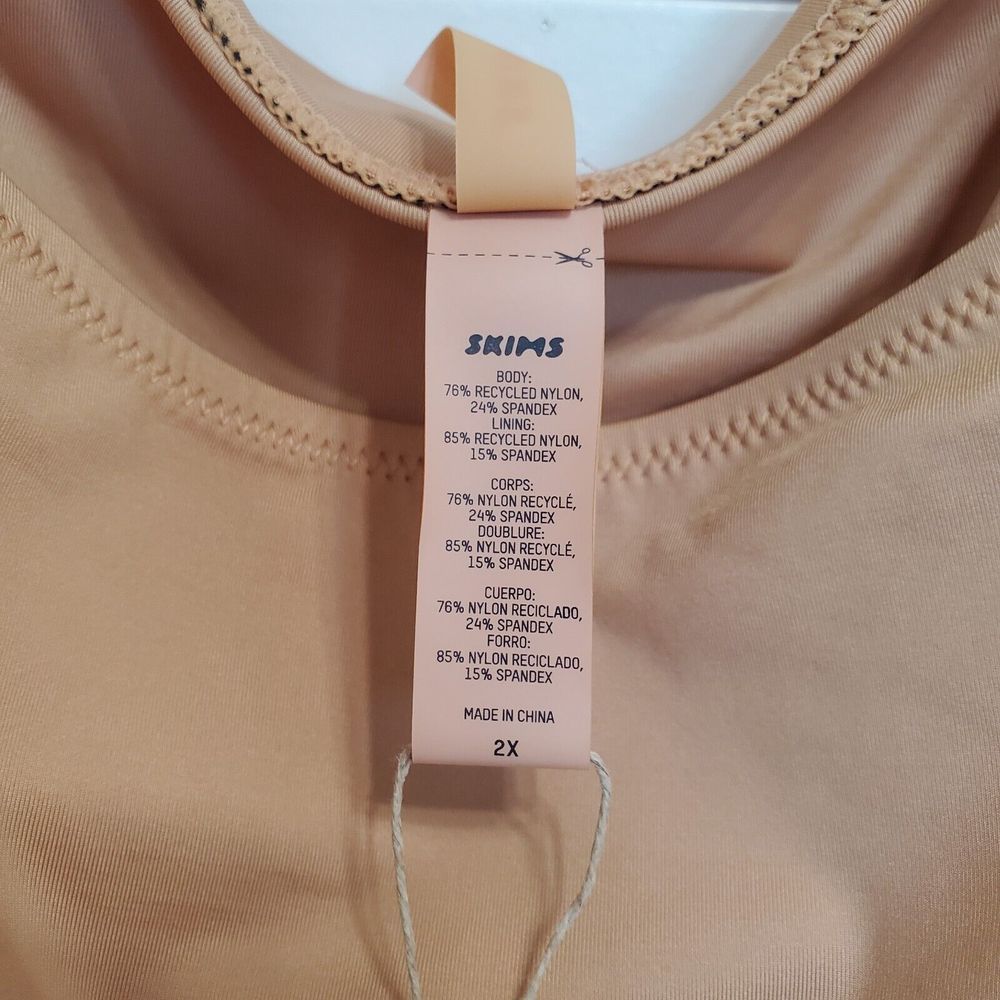 SKIMS
BODY:
76% RECYCLED NYLON,
24% SPANDEX
LINING:
85% RECYCLED NYLON,
15% SPANDEX
CORPS:
76% NYLON RECYCLÉ,
24% SPANDEX
DOUBLURE:
85% NYLON RECYCLÉ,
15% SPANDEX
CUERPO:
76% NYLON RECICLADO,
24% SPANDEX
FORRO:
85% NYLON RECICLADO,
15% SPANDEX
MADE IN CHINA
2X